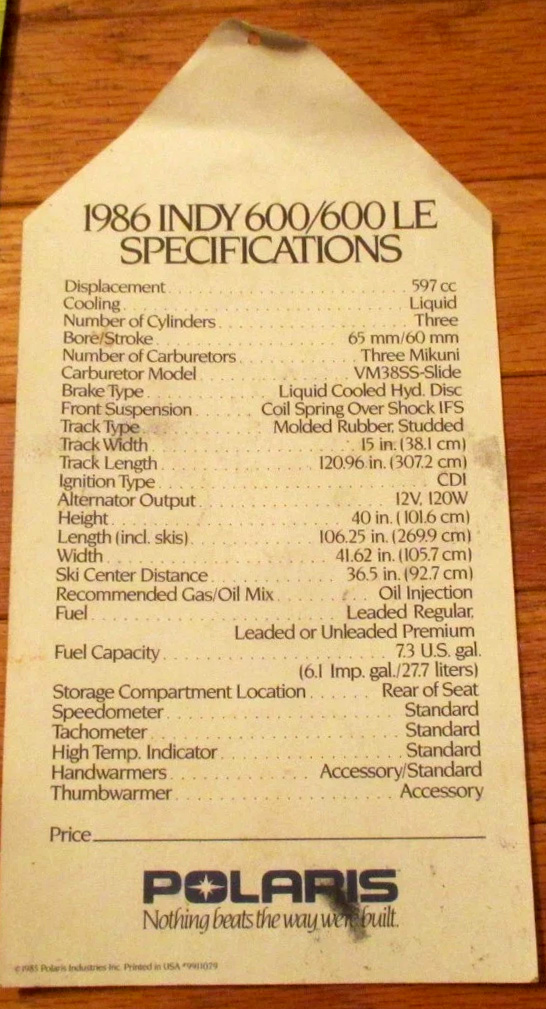 1986 INDY 600/600 LE
SPECIFICATIONS
Displacement . . . . . . . . . . . . . . . . . . . . . . . . 597 cc
Cooling . . . . . . . . . . . . . . . . . . . . . . . . . . . . Liquid
Number of Cylinders . . . . . . . . . . . . . . . . . . . Three
Bore/Stroke . . . . . . . . . . . . . . . . . . . 65 mm/60 mm
Number of Carburetors . . . . . . . . . . . . Three Mikuni
Carburetor Model . . . . . . . . . . . . . . . VM38SS-Slide
Brake Type . . . . . . . . . . . Liquid Cooled Hyd. Disc
Front Suspension . . . . . . Coil Spring Over Shock IFS
Track Type . . . . . . . . . . . Molded Rubber, Studded
Track Width . . . . . . . . . . . . . . . . . . 15 in. (38.1 cm)
Track Length . . . . . . . . . . . . . . 120.96 in. (307.2 cm)
Ignition Type . . . . . . . . . . . . . . . . . . . . . . . . CDI
Alternator Output . . . . . . . . . . . . . . . . . 12V, 120W
Height . . . . . . . . . . . . . . . . . . . . . 40 in. (101.6 cm)
Length (incl. skis) . . . . . . . . . . . 106.25 in. (269.9 cm)
Width . . . . . . . . . . . . . . . . . . . . 41.62 in. (105.7 cm)
Ski Center Distance . . . . . . . . . . . . 36.5 in. (92.7 cm)
Recommended Gas/Oil Mix . . . . . . . . . Oil Injection
Fuel . . . . . . . . . . . . . . . . . . . . . . . Leaded Regular,
Leaded or Unleaded Premium
Fuel Capacity . . . . . . . . . . . . . . . . . . . . 7.3 U.S. gal.
(6.1 Imp. gal./27.7 liters)
Storage Compartment Location . . . . . . Rear of Seat
Speedometer . . . . . . . . . . . . . . . . . . . . . Standard
Tachometer . . . . . . . . . . . . . . . . . . . . . . Standard
High Temp. Indicator . . . . . . . . . . . . . . . . Standard
Handwarmers . . . . . . . . . . . . . Accessory/Standard
Thumbwarmer . . . . . . . . . . . . . . . . . . . . Accessory
Price
POLARIS
Nothing beats the way we're built.
©1985 Polaris Industries Inc. Printed in USA #9911079